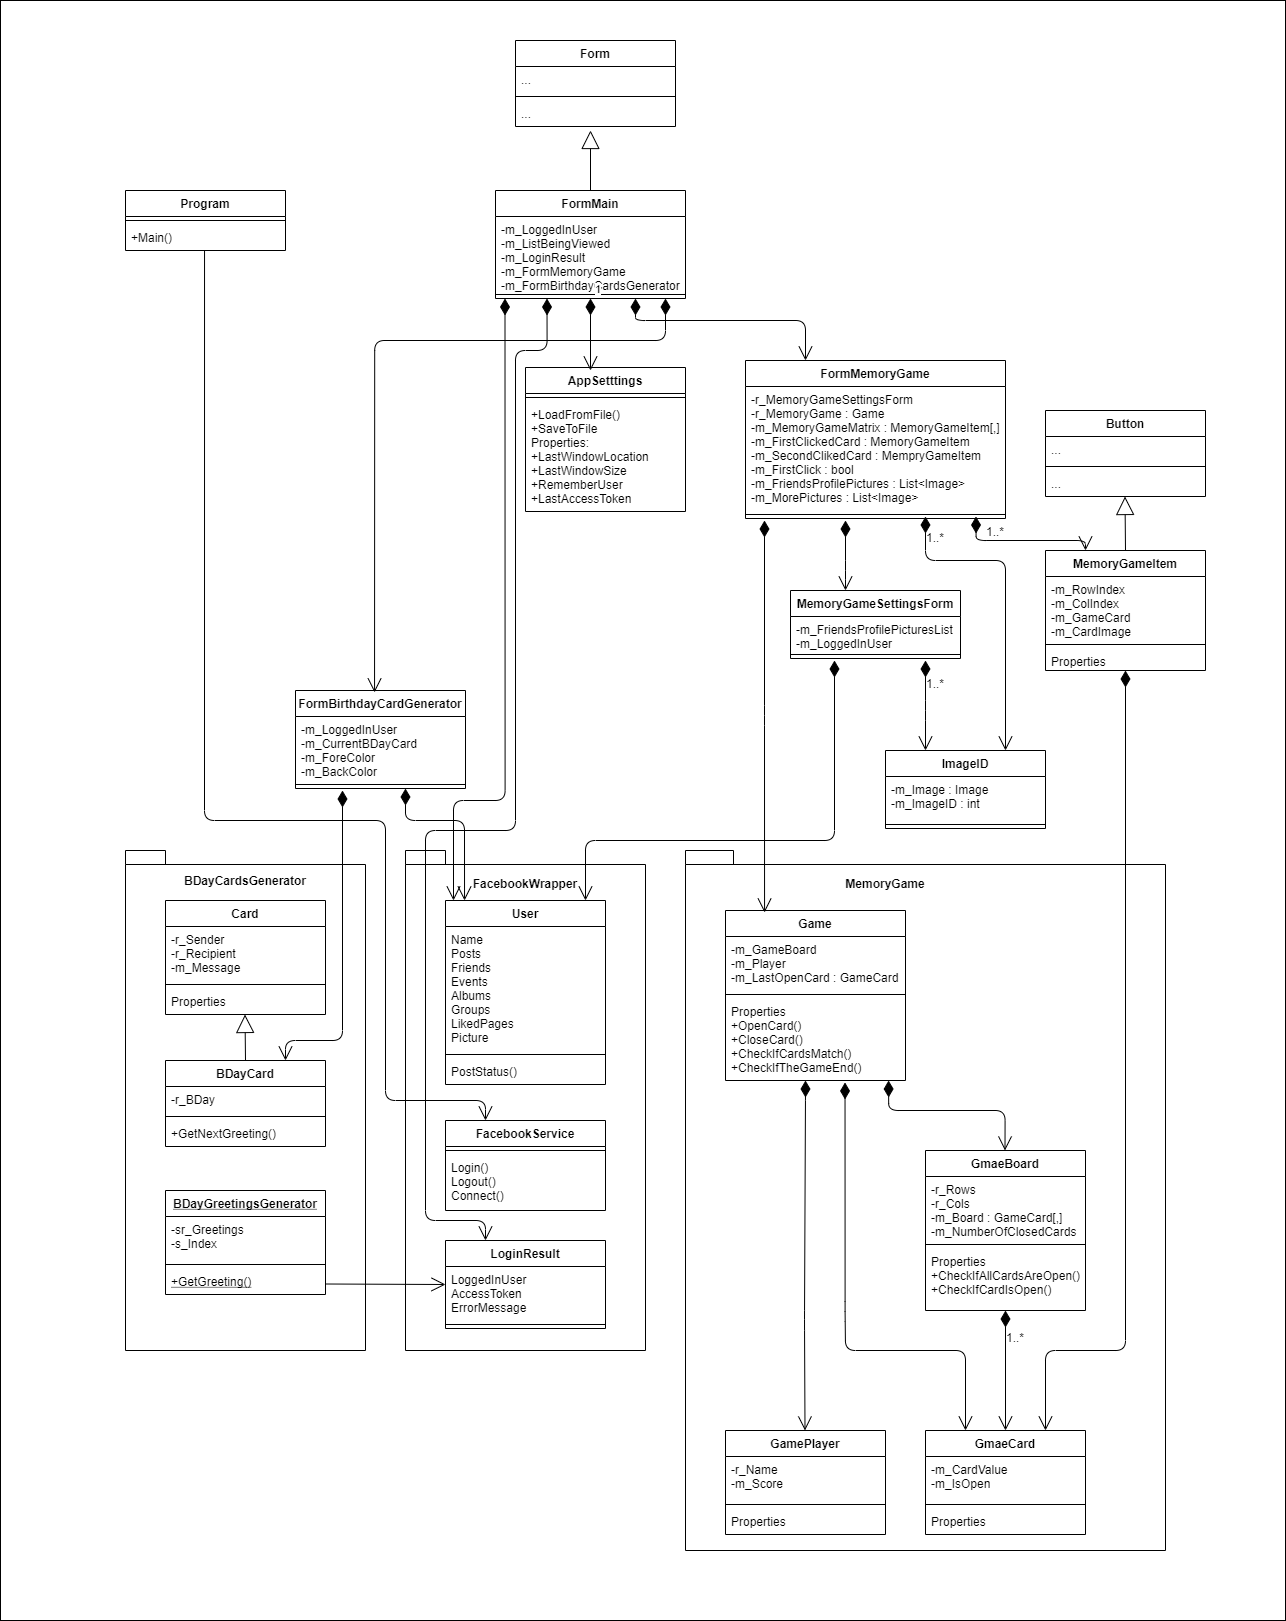 Form
...
...
Program
+Main()
FormMain
-m_LoggedInUser
-m_ListBeingViewed
-m_LoginResult
-m_FormMemoryGame
-m_FormBirthdayCardsGenerator
1
AppSetttings
+LoadFromFile()
+SaveToFile
Properties:
+LastWindowLocation
+LastWindowSize
+RememberUser
+LastAccessToken
FormMemoryGame
-r_MemoryGameSettingsForm
-r_MemoryGame : Game
-m_MemoryGameMatrix : MemoryGameItem[,]
-m_FirstClickedCard : MemoryGameItem
-m_SecondClikedCard : MempryGameItem
-m_FirstClick : bool
-m_FriendsProfilePictures : List<Image>
-m_MorePictures : List<Image>
1..*
1..*
Button
...
...
MemoryGameItem
-m_RowIndex
-m_ColIndex
-m_GameCard
-m_CardImage
Properties
MemoryGameSettingsForm
-m_FriendsProfilePicturesList
-m_LoggedInUser
1..*
FormBirthdayCardGenerator
-m_LoggedInUser
-m_CurrentBDayCard
-m_ForeColor
-m_BackColor
ImageID
-m_Image : Image
-m_ImageID : int
BDayCardsGenerator
Card
-r_Sender
-r_Recipient
-m_Message
Properties
BDayCard
-r_BDay
+GetNextGreeting()
BDayGreetingsGenerator
-sr_Greetings
-s_Index
+GetGreeting()
FacebookWrapper
User
Name
Posts
Friends
Events
Albums
Groups
LikedPages
Picture
PostStatus()
FacebookService
Login()
Logout()
Connect()
LoginResult
LoggedInUser
AccessToken
ErrorMessage
MemoryGame
Game
-m_GameBoard
-m_Player
-m_LastOpenCard : GameCard
Properties
+OpenCard()
+CloseCard()
+CheckIfCardsMatch()
+CheckIfTheGameEnd()
GmaeBoard
-r_Rows
-r_Cols
-m_Board : GameCard[,]
-m_NumberOfClosedCards
Properties
+CheckIfAllCardsAreOpen()
+CheckIfCardIsOpen()
1..*
GamePlayer
-r_Name
-m_Score
Properties
GmaeCard
-m_CardValue
-m_IsOpen
Properties